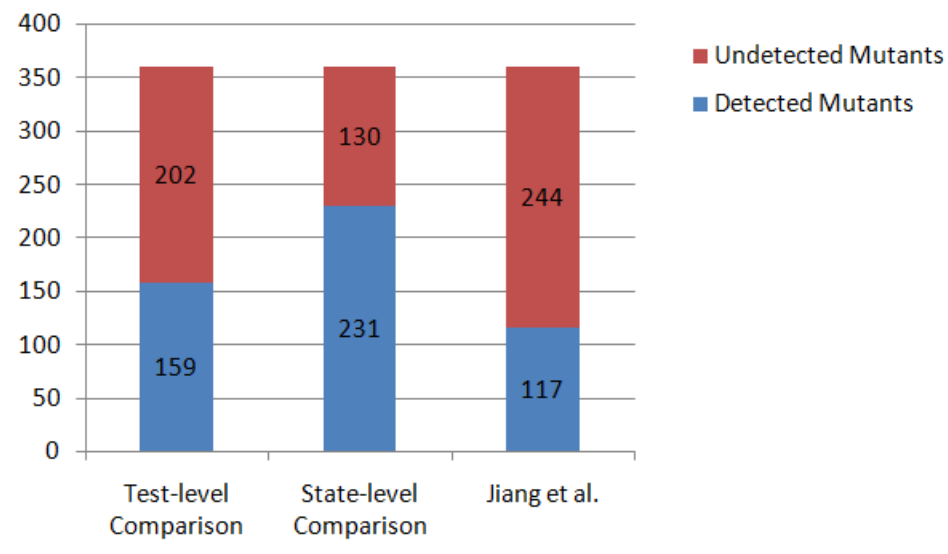 400
350
300
250
200
150
100
50
0
202
130
244
159
231
117
Test-level
Comparison
State-level
Comparison
Jiang et al.
Undetected Mutants
Detected Mutants